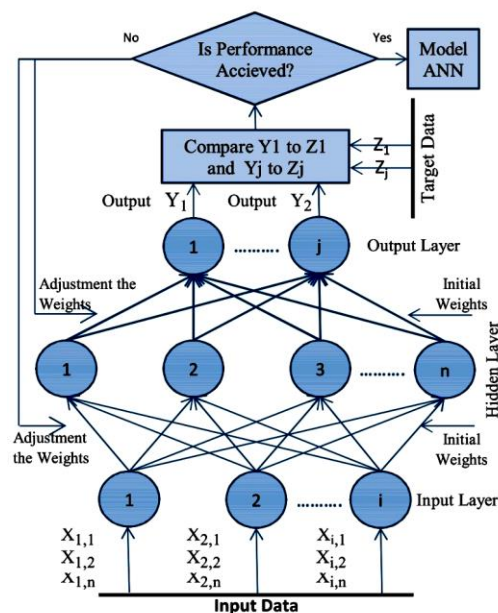 No
Is Performance
Accieved?
Yes
Model
ANN
Compare Y1 to Z1
and Yj to Zj
Z1
Zj
Target Data
Output Y1 Output Y2
1 .......... j Output Layer
Adjustment the
Weights
Initial
Weights
1 2 3 .......... n
Hidden Layer
Adjustment the
Weights
Initial
Weights
1 2 .......... i Input Layer
X1,1 X2,1 Xi,1
X1,2 X2,2 Xi,2
X1,n X2,n Xi,n
Input Data